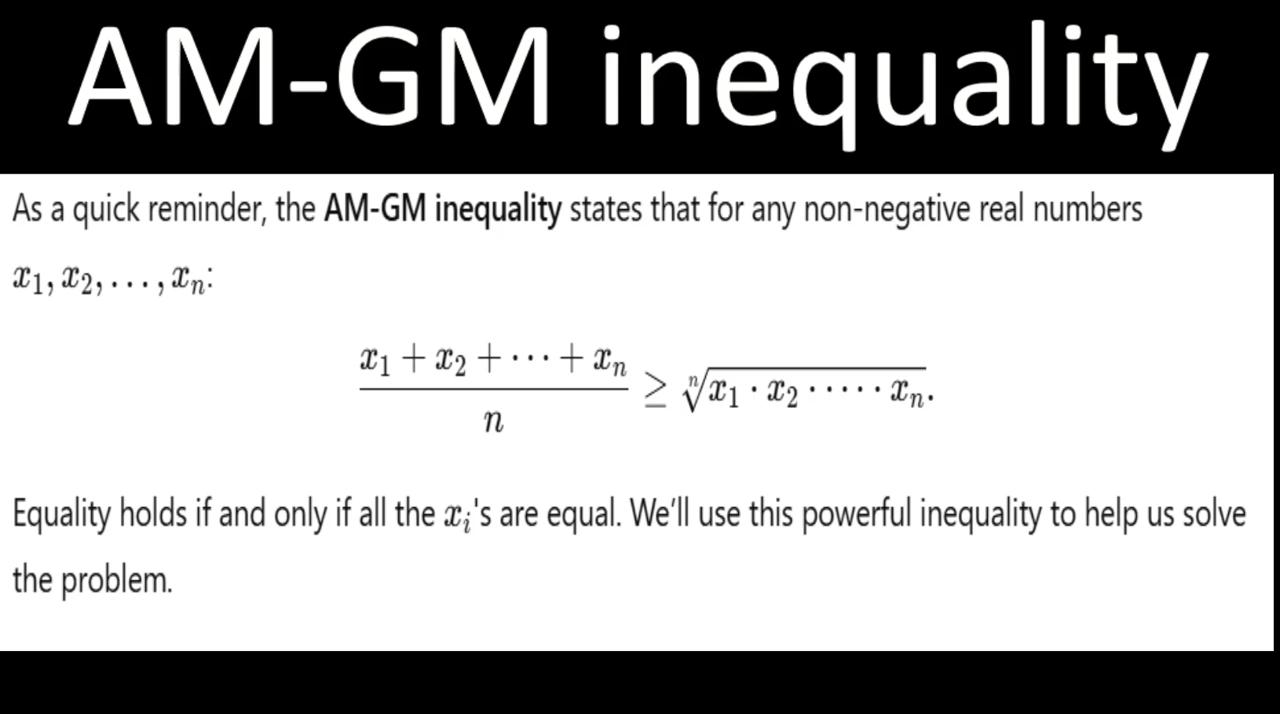 AM-GM inequality
As a quick reminder, the AM-GM inequality states that for any non-negative real numbers
x₁, x₂, . . . , xₙ:
(x₁ + x₂ + · · · + xₙ) / n ≥ ⁿ√(x₁ · x₂ · · · · · xₙ).
Equality holds if and only if all the xᵢ's are equal. We'll use this powerful inequality to help us solve
the problem.